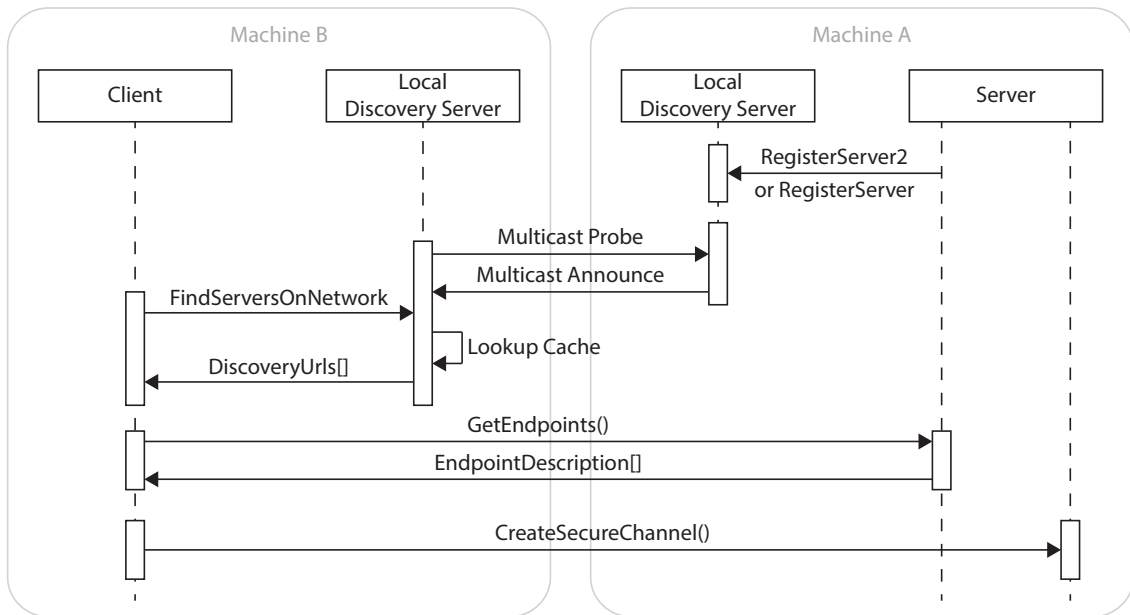 Machine B
Machine A
Client
Local
Discovery Server
Local
Discovery Server
Server
RegisterServer2
or RegisterServer
Multicast Probe
Multicast Announce
FindServersOnNetwork
Lookup Cache
DiscoveryUrls[]
GetEndpoints()
EndpointDescription[]
CreateSecureChannel()